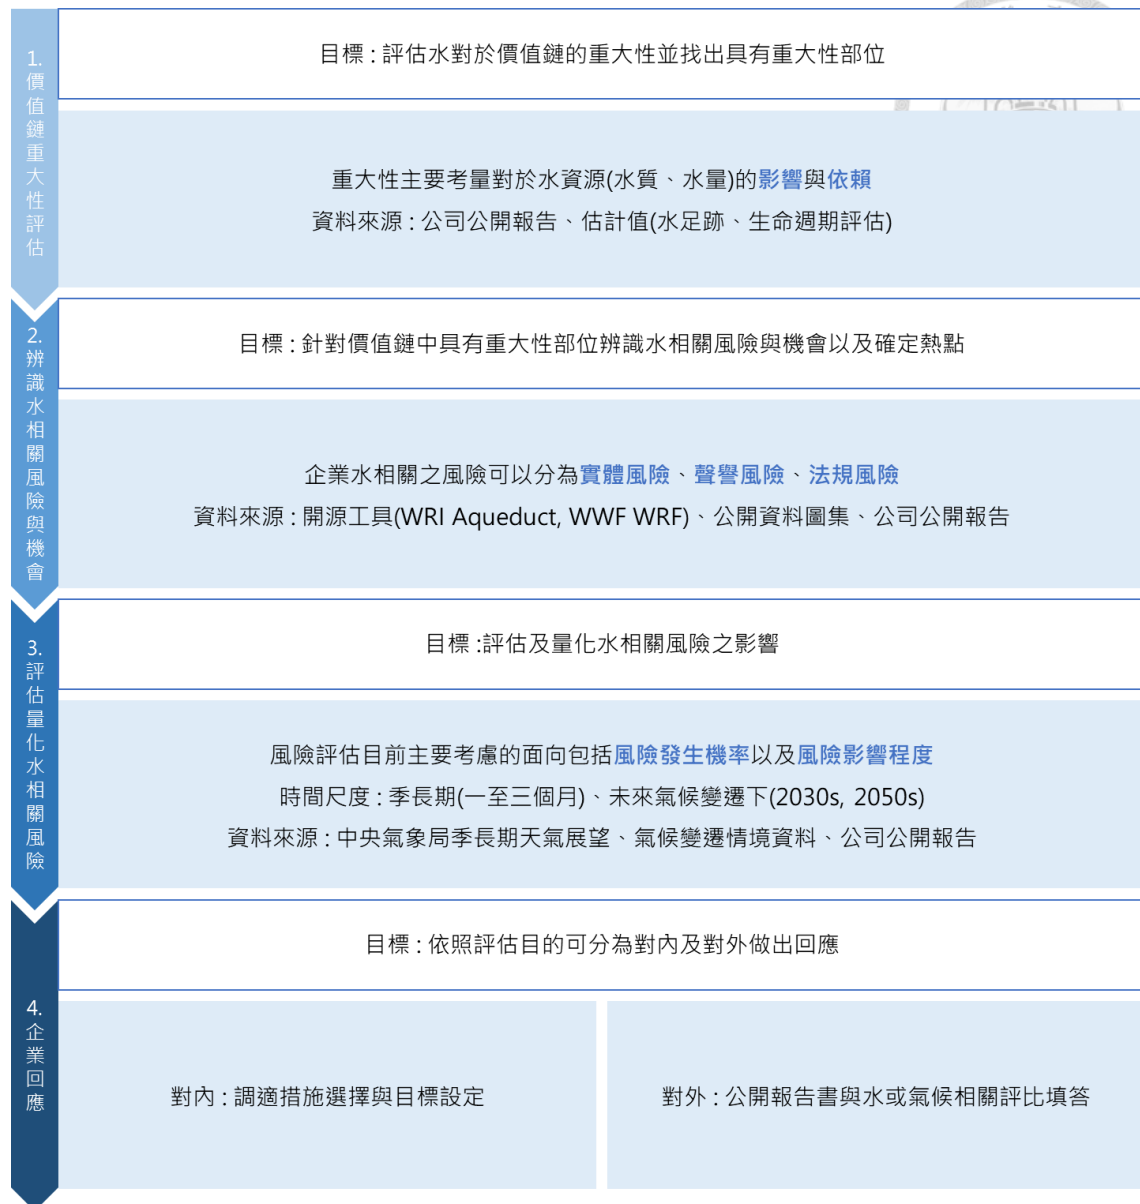 1.價值鏈重大性評估
目標 : 評估水對於價值鏈的重大性並找出具有重大性部位
重大性主要考量對於水資源(水質、水量)的影響與依賴
資料來源 : 公司公開報告、估計值(水足跡、生命週期評估)
2.辨識水相關風險與機會
目標 : 針對價值鏈中具有重大性部位辨識水相關風險與機會以及確定熱點
企業水相關之風險可以分為實體風險、聲譽風險、法規風險
資料來源 : 開源工具(WRI Aqueduct, WWF WRF)、公開資料圖集、公司公開報告
3.評估量化水相關風險
目標 :評估及量化水相關風險之影響
風險評估目前主要考慮的面向包括風險發生機率以及風險影響程度
時間尺度 : 季長期(一至三個月)、未來氣候變遷下(2030s, 2050s)
資料來源 : 中央氣象局季長期天氣展望、氣候變遷情境資料、公司公開報告
4.企業回應
目標 : 依照評估目的可分為對內及對外做出回應
對內 : 調適措施選擇與目標設定
對外 : 公開報告書與水或氣候相關評比填答